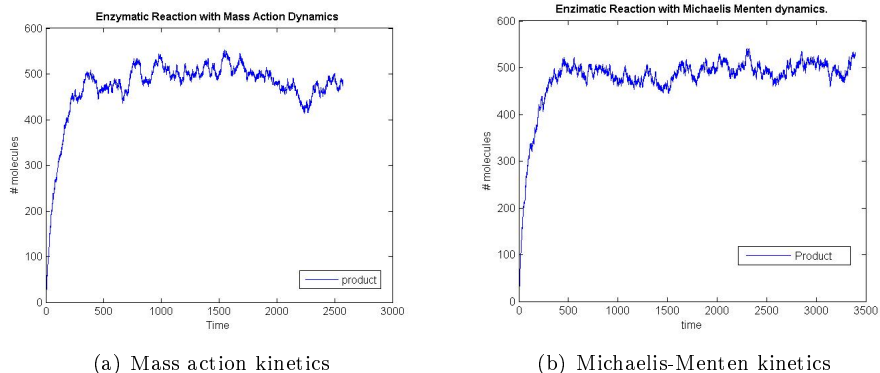 Enzymatic Reaction with Mass Action Dynamics
600
500
400
300
200
100
0
# molecules
0 500 1000 1500 2000 2500 3000
Time
product
(a) Mass action kinetics
Enzimatic Reaction with Michaelis Menten dynamics.
600
500
400
300
200
100
0
# molecules
0 500 1000 1500 2000 2500 3000 3500
time
Product
(b) Michaelis-Menten kinetics